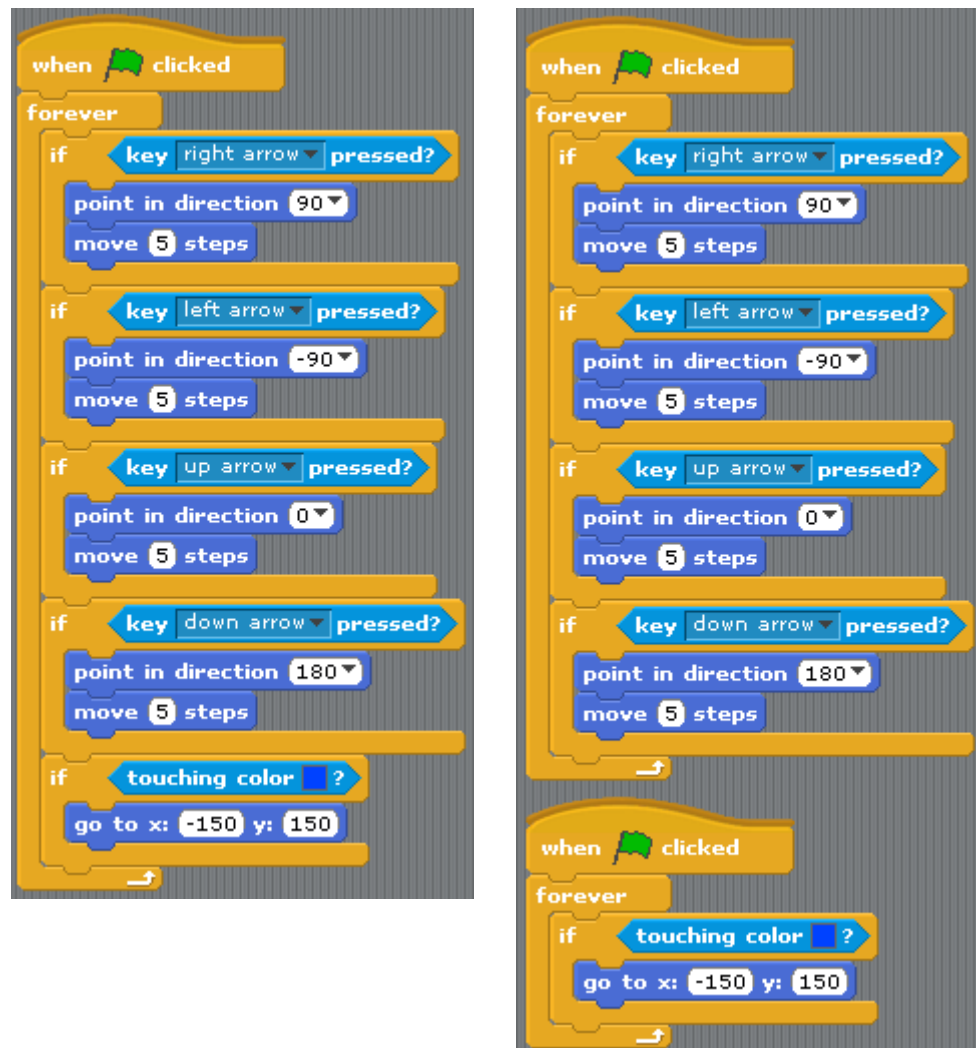 when clicked
forever
if key right arrow pressed?
point in direction 90
move 5 steps
if key left arrow pressed?
point in direction -90
move 5 steps
if key up arrow pressed?
point in direction 0
move 5 steps
if key down arrow pressed?
point in direction 180
move 5 steps
if touching color ?
go to x: -150 y: 150
when clicked
forever
if key right arrow pressed?
point in direction 90
move 5 steps
if key left arrow pressed?
point in direction -90
move 5 steps
if key up arrow pressed?
point in direction 0
move 5 steps
if key down arrow pressed?
point in direction 180
move 5 steps
when clicked
forever
if touching color ?
go to x: -150 y: 150